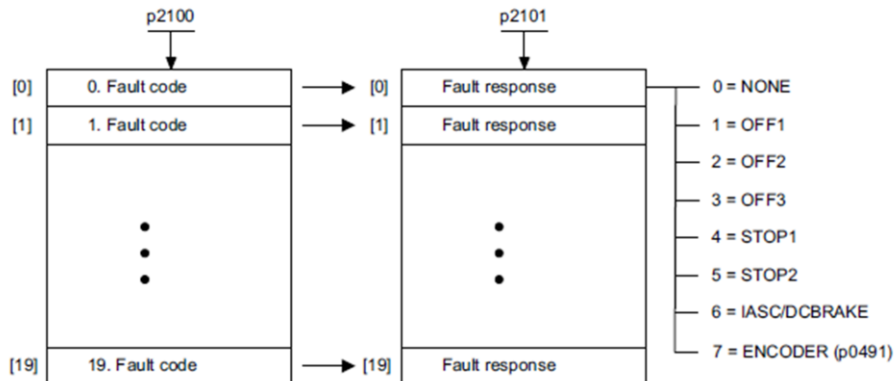 p2100 p2101
[0] 0. Fault code [0] Fault response 0 = NONE
[1] 1. Fault code [1] Fault response 1 = OFF1
2 = OFF2
3 = OFF3
4 = STOP1
5 = STOP2
6 = IASC/DCBRAKE
7 = ENCODER (p0491)
[19] 19. Fault code [19] Fault response